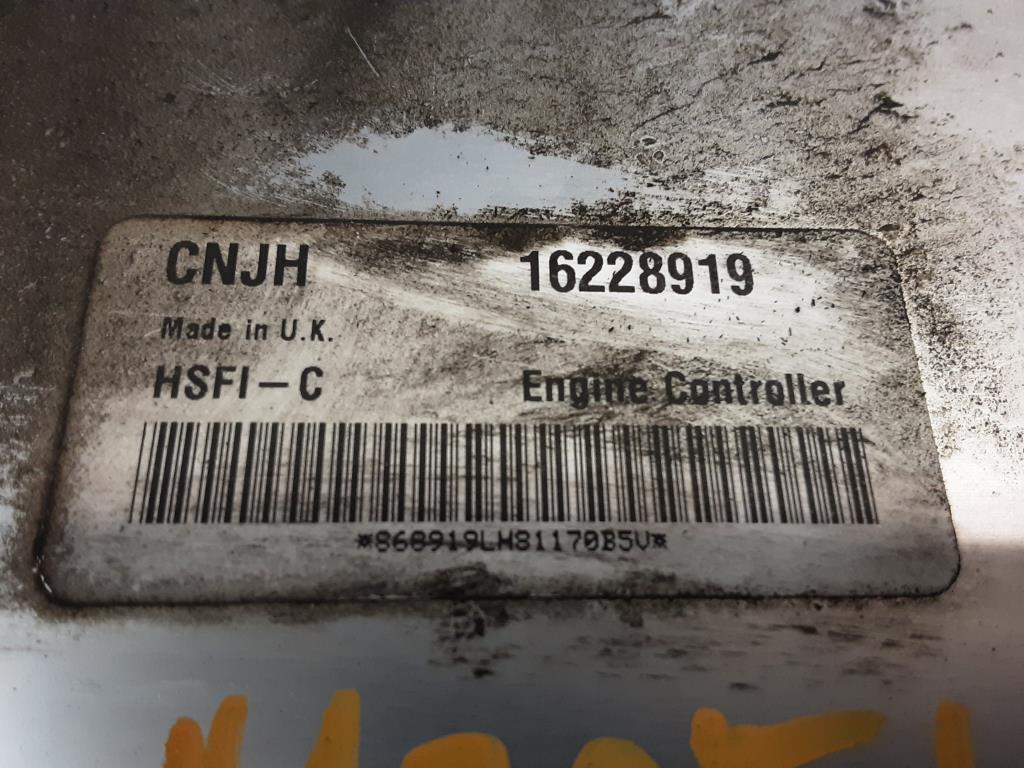 CNJH 16228919
Made in U.K.
HSFI-C Engine Controller
*868919LH81170B5V*